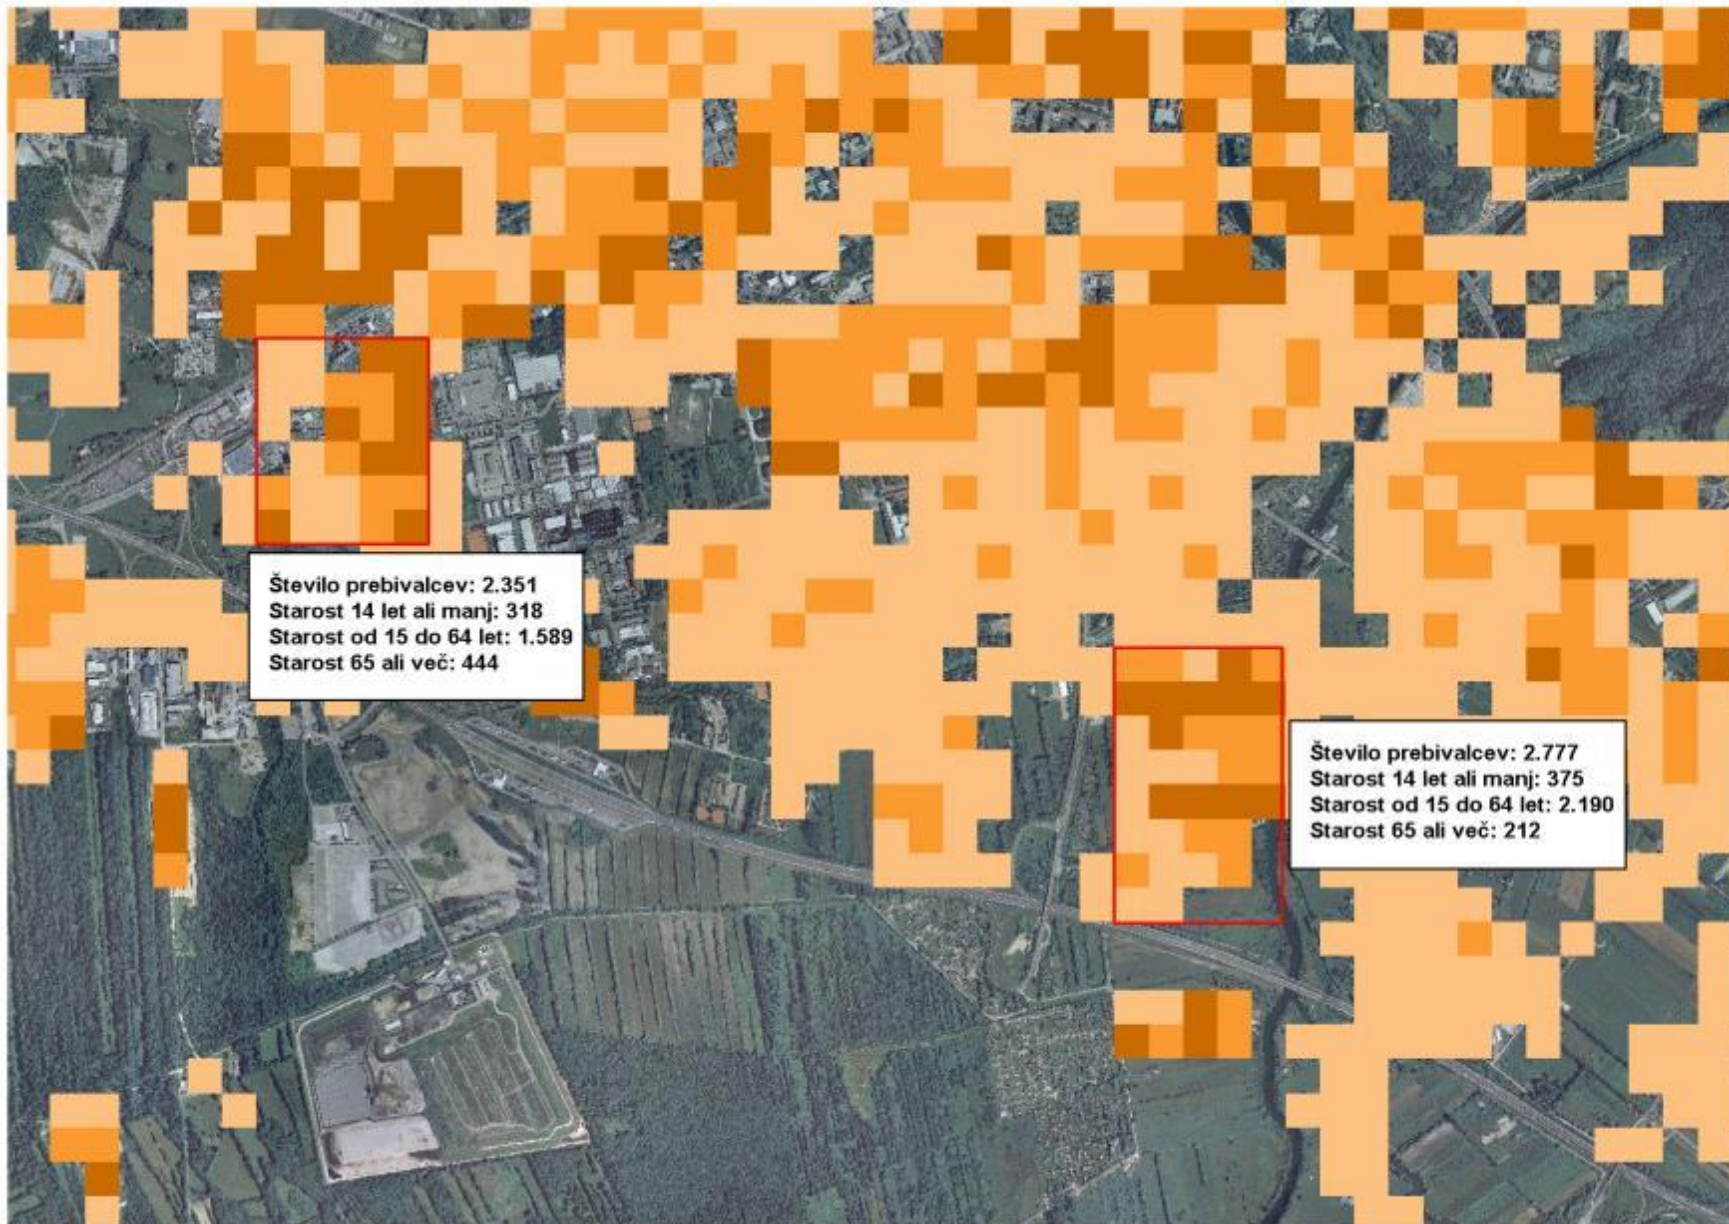 Število prebivalcev: 2.351
Starost 14 let ali manj: 318
Starost od 15 do 64 let: 1.589
Starost 65 ali več: 444
Število prebivalcev: 2.777
Starost 14 let ali manj: 375
Starost od 15 do 64 let: 2.190
Starost 65 ali več: 212